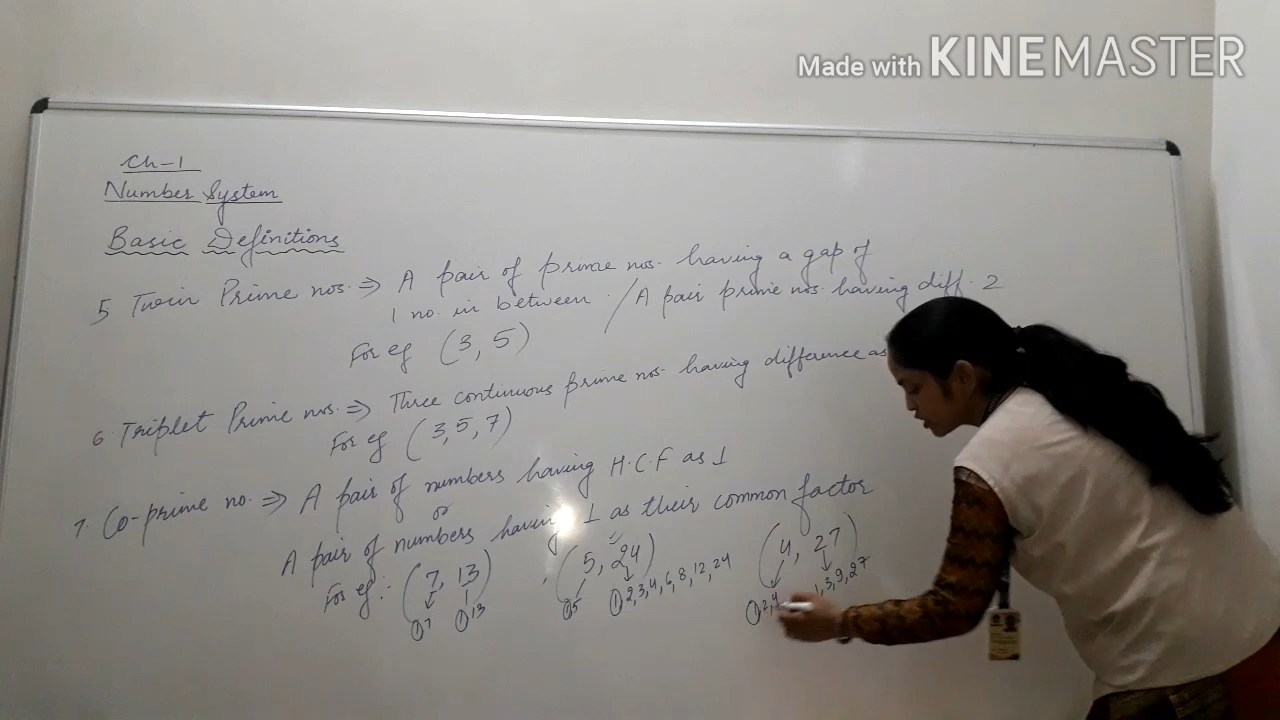 Made with KINEMASTER
Ch-1
Number System
Basic Definitions
5 Twin Prime nos. ⇒ A pair of prime nos. having a gap of
1 no. in between. / A pair prime nos. having diff. 2
For eg (3, 5)
6. Triplet Prime nos. ⇒ Three continuous prime nos. having difference as
For eg (3, 5, 7)
7. Co-prime no. ⇒ A pair of numbers having H.C.F as 1
or
A pair of numbers having 1 as their common factor
For eg:- (7, 13) (5, 24) (4, 27)
1,7 1,13 1,5 1,2,3,4,6,8,12,24 1,2,4 1,3,9,27